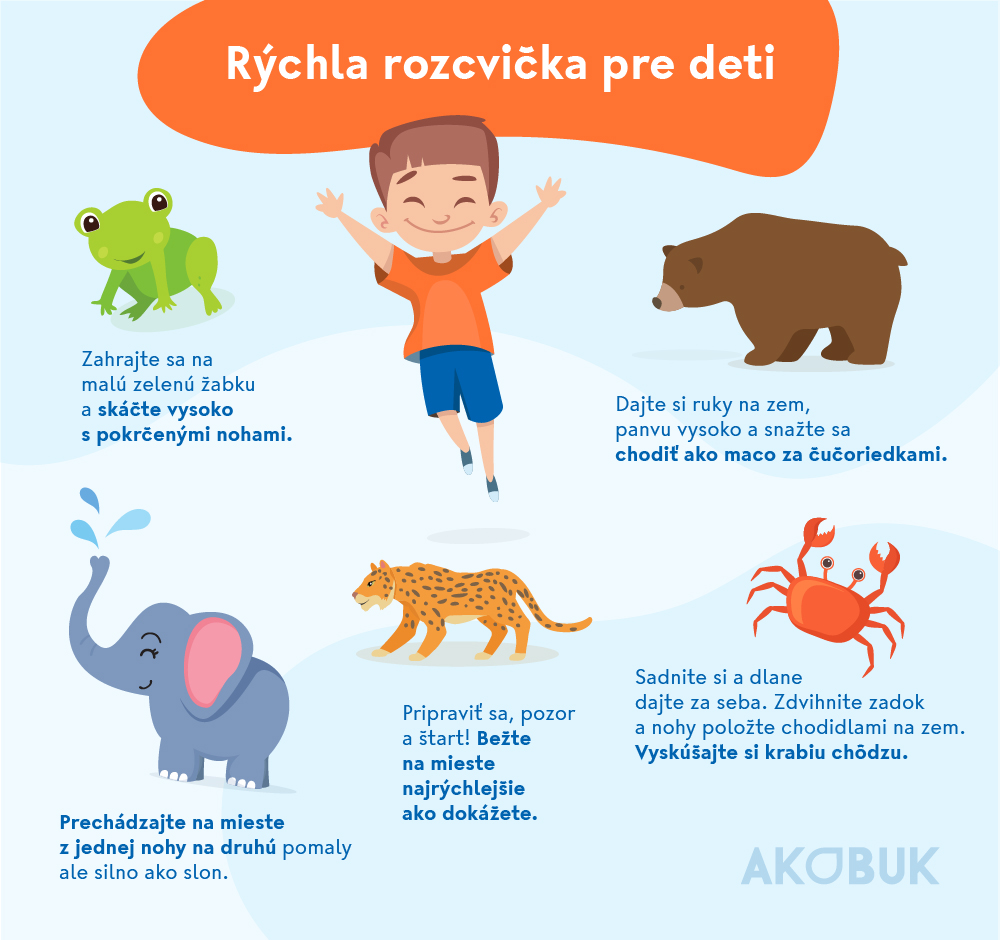 Rýchla rozcvička pre deti
Zahrajte sa na
malú zelenú žabku
a skáčte vysoko
s pokrčenými nohami.
Dajte si ruky na zem,
panvu vysoko a snažte sa
chodiť ako maco za čučoriedkami.
Prechádzajte na mieste
z jednej nohy na druhú pomaly
ale silno ako slon.
Pripraviť sa, pozor
a štart! Bežte
na mieste
najrýchlejšie
ako dokážete.
Sadnite si a dlane
dajte za seba. Zdvihnite zadok
a nohy položte chodidlami na zem.
Vyskúšajte si krabiu chôdzu.
AKOBUK